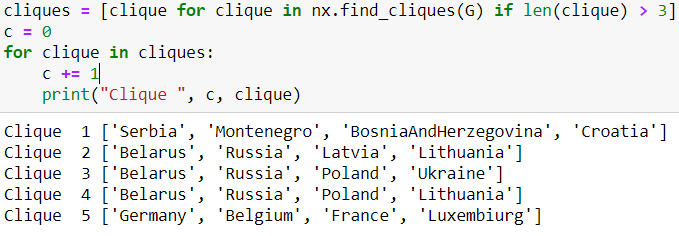 cliques = [clique for clique in nx.find_cliques(G) if len(clique) > 3]
c = 0
for clique in cliques:
    c += 1
    print("Clique ", c, clique)
Clique  1 ['Serbia', 'Montenegro', 'BosniaAndHerzegovina', 'Croatia']
Clique  2 ['Belarus', 'Russia', 'Latvia', 'Lithuania']
Clique  3 ['Belarus', 'Russia', 'Poland', 'Ukraine']
Clique  4 ['Belarus', 'Russia', 'Poland', 'Lithuania']
Clique  5 ['Germany', 'Belgium', 'France', 'Luxembiurg']